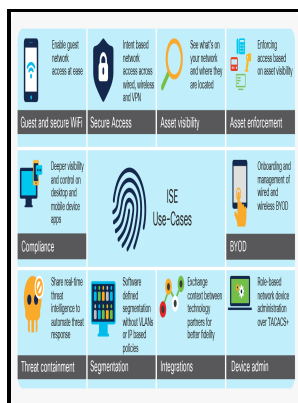 Enable guest
network
access
at ease
Guest and secure WiFi
Intent based
network
access across
wired, wireless
and VPN
Secure Access
See what's on
your network
and where they
are located
Asset visibility
Enforcing
access based
on asset visibility
Asset enforcement
Deeper visibility
and control on
desktop and
mobile device
apps
Compliance
ISE
Use-Cases
Onboarding and
management of
wired and
wireless BYOD
BYOD
Share real-time
threat
intelligence to
automate threat
response
Threat containment
Software
defined
segmentation
without VLANs
or IP based
policies
Segmentation
Exchange
context between
technology
partners for
better fidelity
Integrations
Role-based
network device
administration
over TACACS+
Device admin